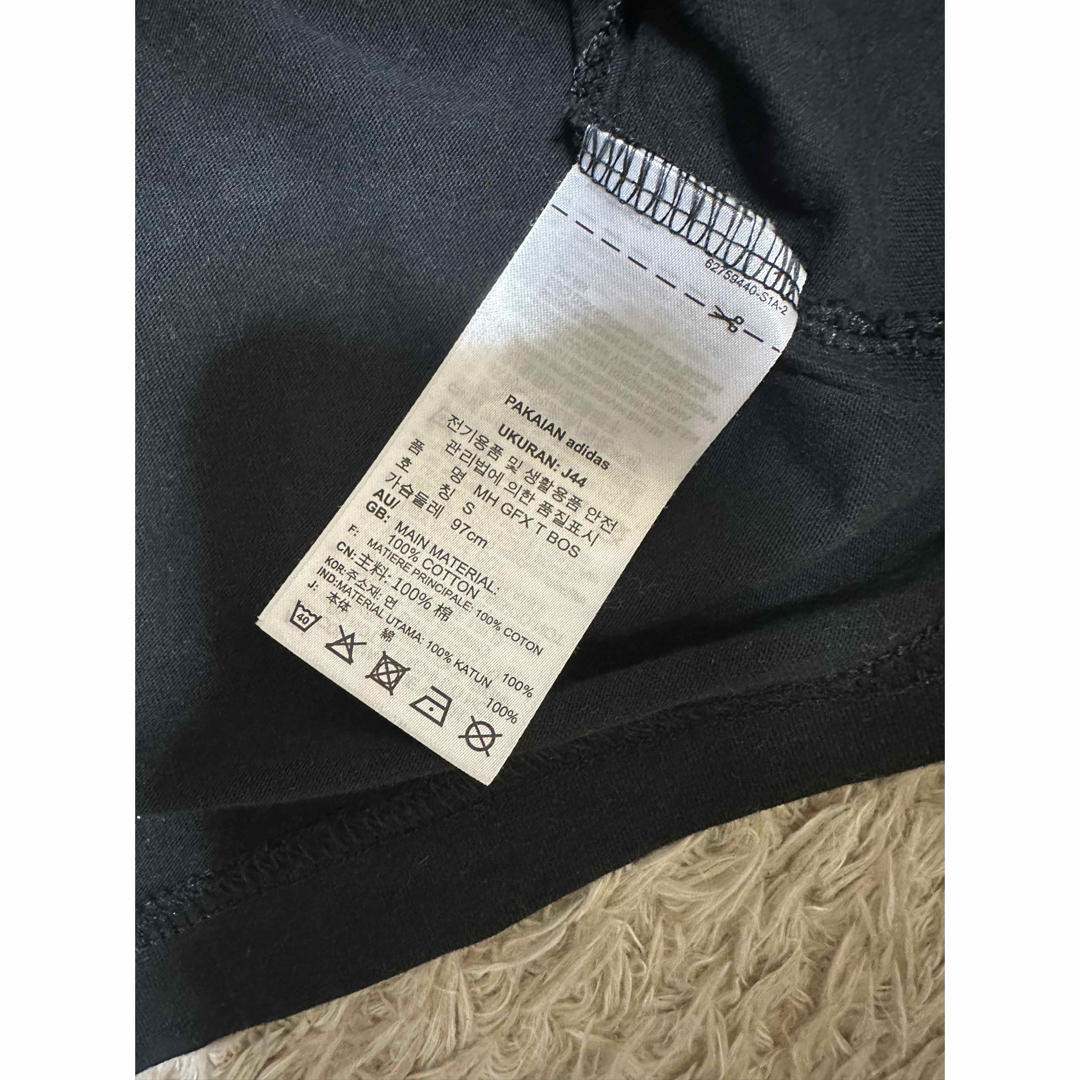 62759440-S1A-2
PAKAIAN adidas
UKURAN: J44
전기용품 및 생활용품 안전
관리법에 의한 품질표시
품 명 MH GFX T BOS
호 칭 S
가슴둘레 97cm
AU/
GB: MAIN MATERIAL:
100% COTTON
F: MATIERE PRINCIPALE: 100% COTON
CN: 主料: 100% 棉
KOR: 주소재: 면 100%
IND: MATERIAL UTAMA: 100% KATUN
J: 本体 綿 100%
40